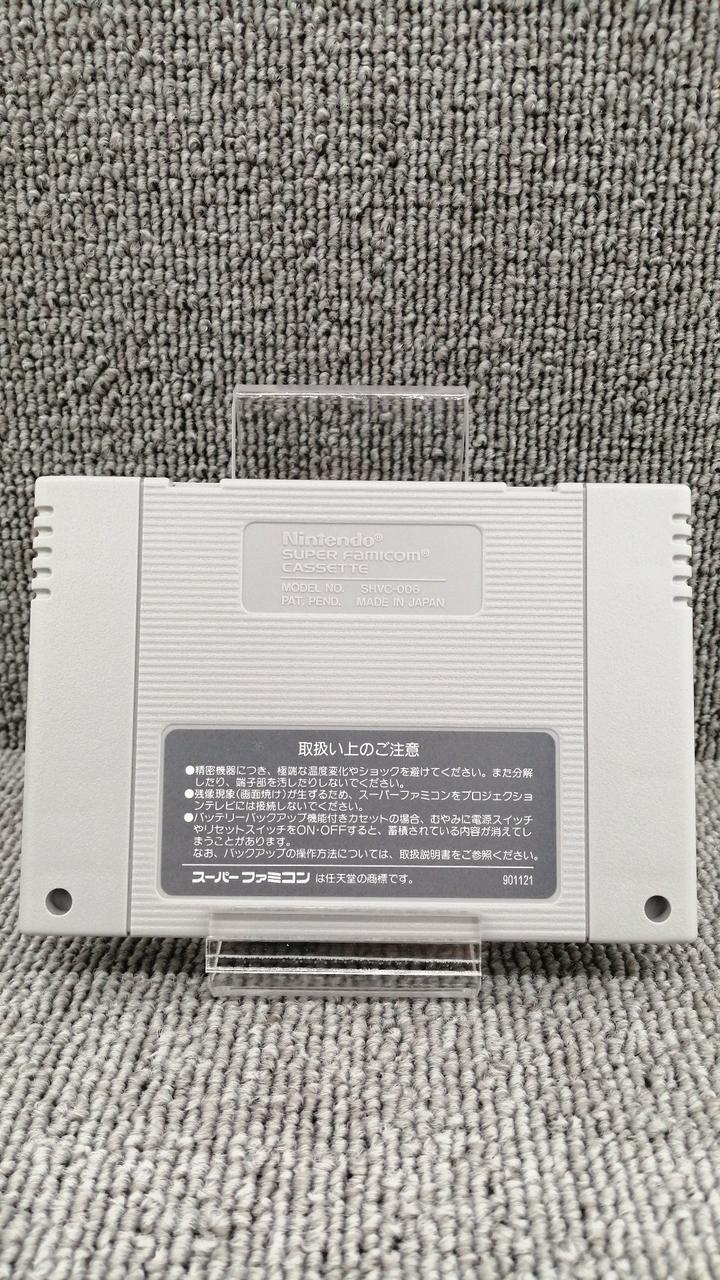 Nintendo®
SUPER FAMICOM®
CASSETTE
MODEL NO. SHVC-006
PAT. PEND. MADE IN JAPAN
取扱い上のご注意
●精密機器につき、極端な温度変化やショックを避けてください。また分解
したり、端子部を汚したりしないでください。
●残像現象(画面焼け)が生ずるため、スーパーファミコンをプロジェクショ
ンテレビには接続しないでください。
●バッテリーバックアップ機能付きカセットの場合、むやみに電源スイッチ
やリセットスイッチをON・OFFすると、蓄積されている内容が消えてし
まうことがあります。
なお、バックアップの操作方法については、取扱説明書をご参照ください。
スーパーファミコン は任天堂の商標です。 901121